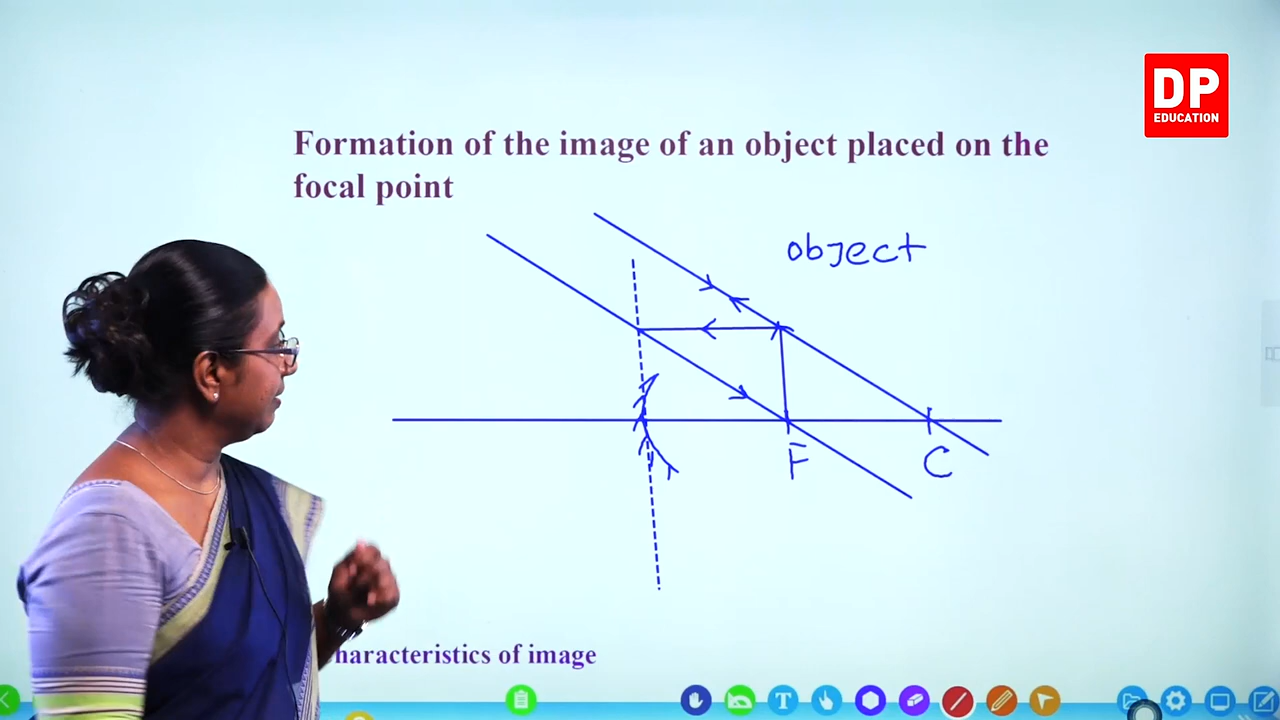 DP
EDUCATION
Formation of the image of an object placed on the
focal point
object
F
C
haracteristics of image
T